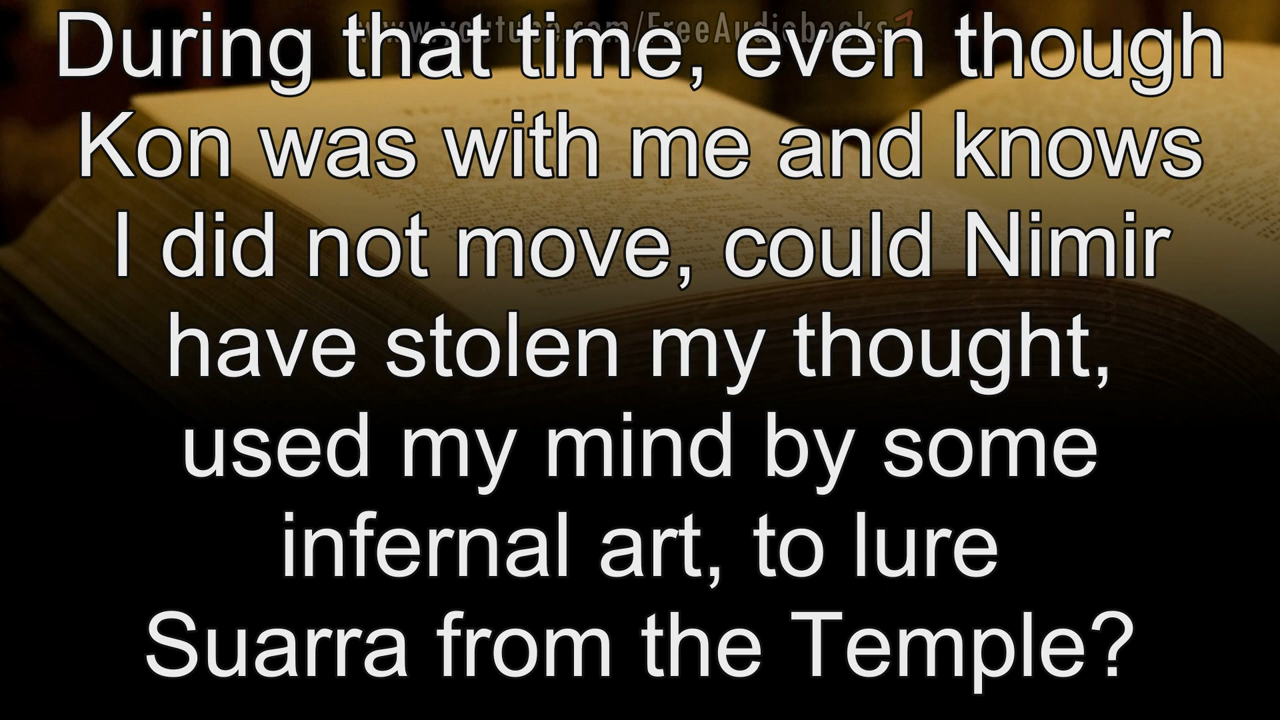 www.youtube.com/FreeAudiobooks1
During that time, even though
Kon was with me and knows
I did not move, could Nimir
have stolen my thought,
used my mind by some
infernal art, to lure
Suarra from the Temple?